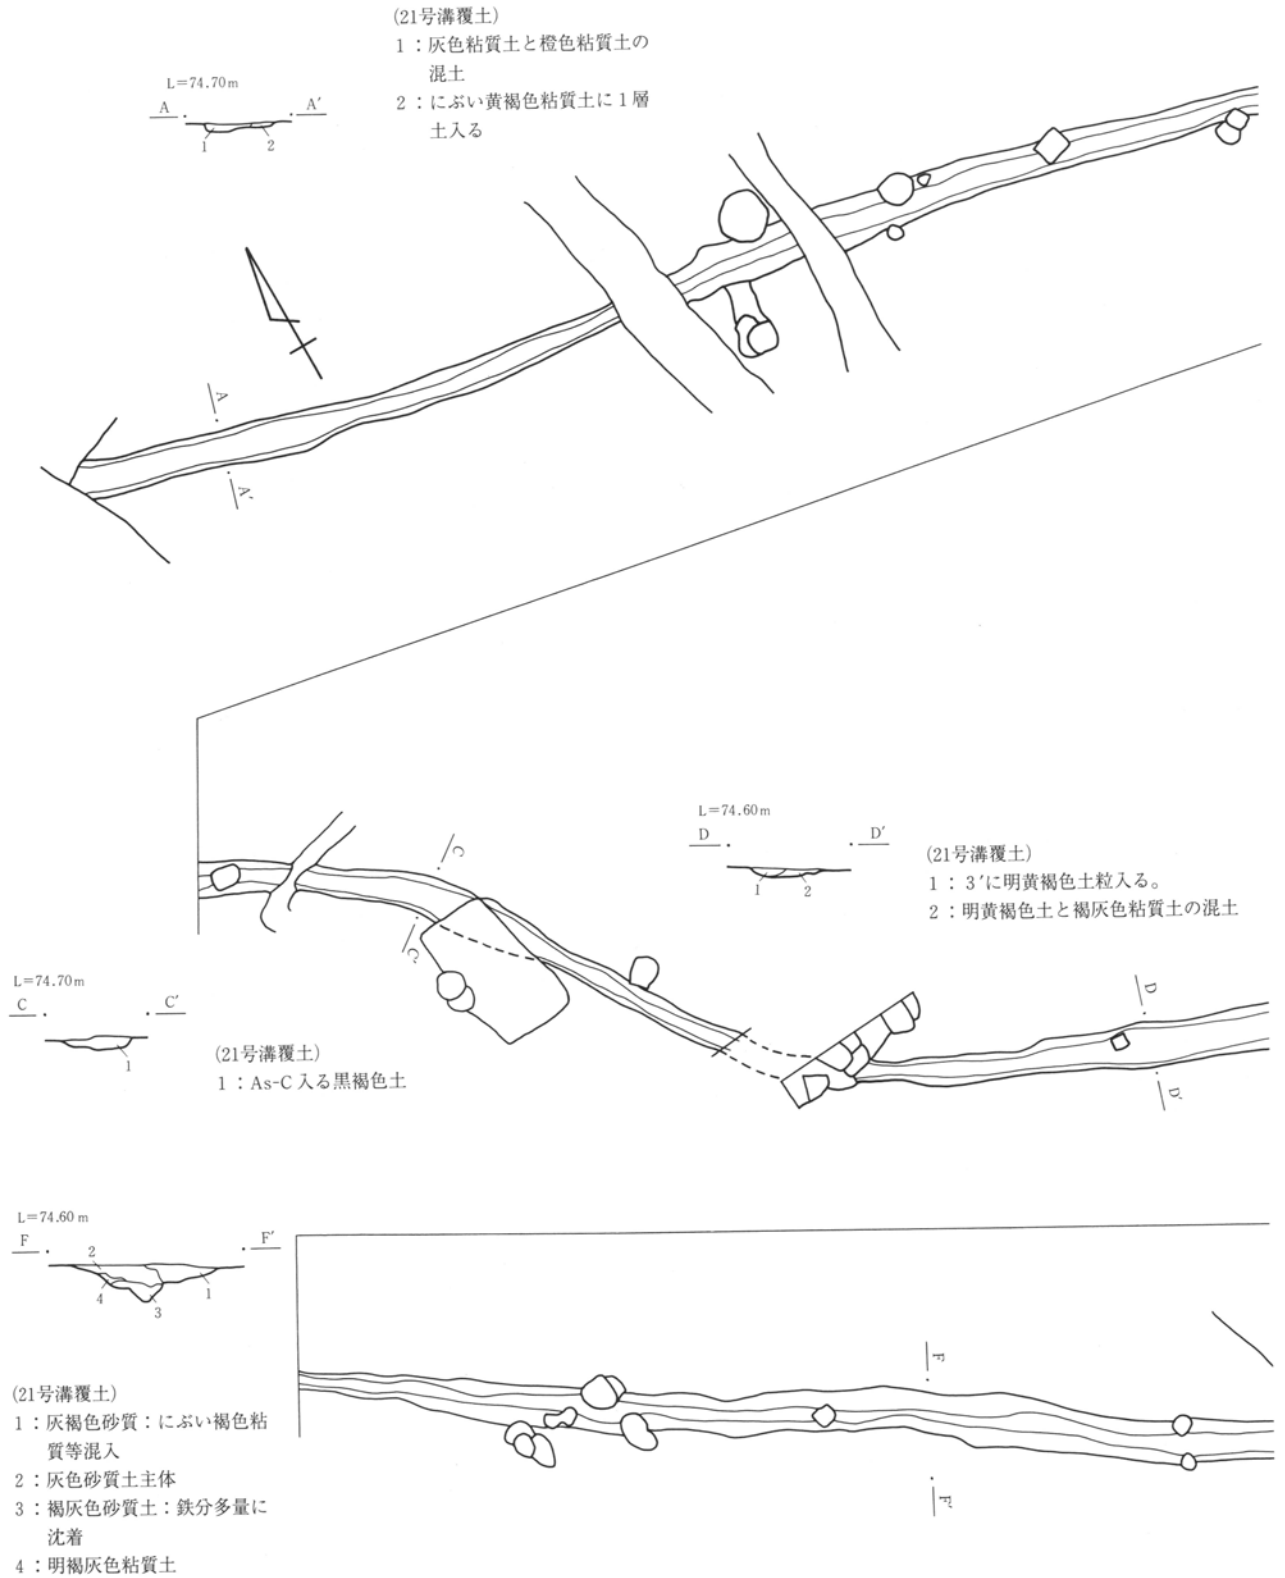 (21号溝覆土)
1：灰色粘質土と橙色粘質土の
混土
2：にぶい黄褐色粘質土に1層
土入る
L=74.70m
A A′
1 2
A
A′
L=74.60m
D D′
1 2
(21号溝覆土)
1：3′に明黄褐色土粒入る。
2：明黄褐色土と褐灰色粘質土の混土
C
C′
D
D′
L=74.70m
C C′
1
(21号溝覆土)
1：As-C入る黒褐色土
L=74.60m
F F′
2
4 3 1
F
F′
(21号溝覆土)
1：灰褐色砂質：にぶい褐色粘
質等混入
2：灰色砂質土主体
3：褐灰色砂質土：鉄分多量に
沈着
4：明褐灰色粘質土